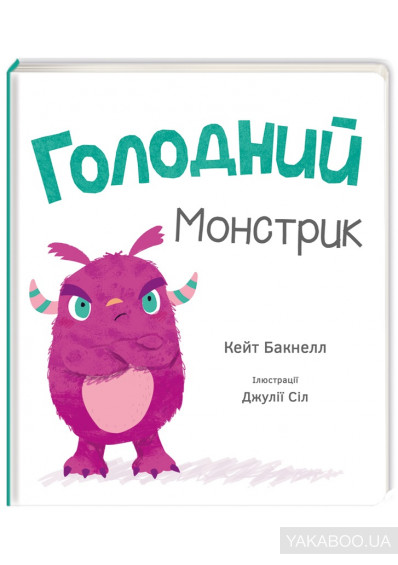 Голодний
Монстрик
Кейт Бакнелл
Ілюстрації
Джулії Сіл
YAKABOO.UA